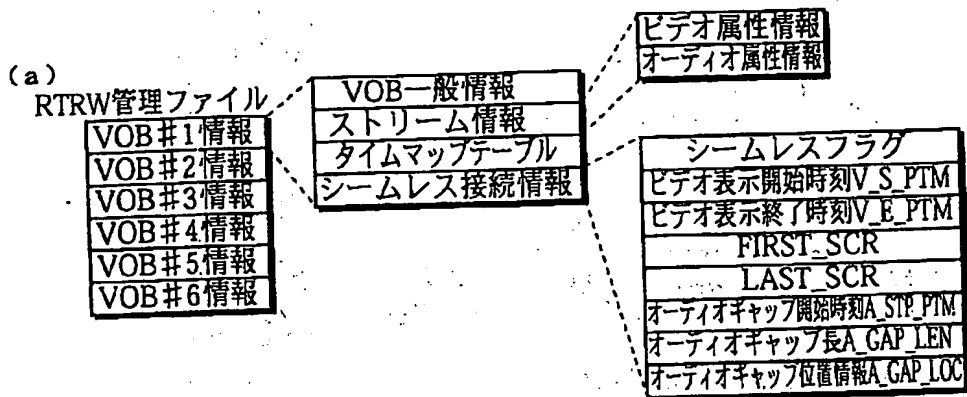 (a)
RTRW管理ファイル
VOB#1情報
VOB#2情報
VOB#3情報
VOB#4情報
VOB#5情報
VOB#6情報
VOB一般情報
ストリーム情報
タイムマップテーブル
シームレス接続情報
ビデオ属性情報
オーディオ属性情報
シームレスフラグ
ビデオ表示開始時刻V_S_PTM
ビデオ表示終了時刻V_E_PTM
FIRST_SCR
LAST_SCR
オーディオギャップ開始時刻A_STP_PTM
オーディオギャップ長A_GAP_LEN
オーディオギャップ位置情報A_GAP_LOC